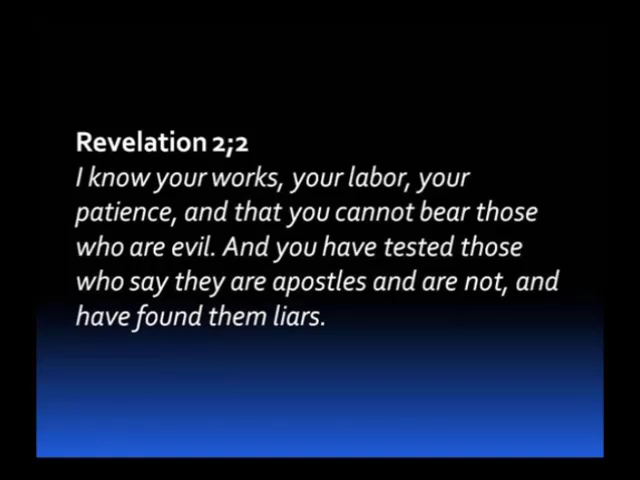 Revelation 2;2
I know your works, your labor, your
patience, and that you cannot bear those
who are evil. And you have tested those
who say they are apostles and are not, and
have found them liars.